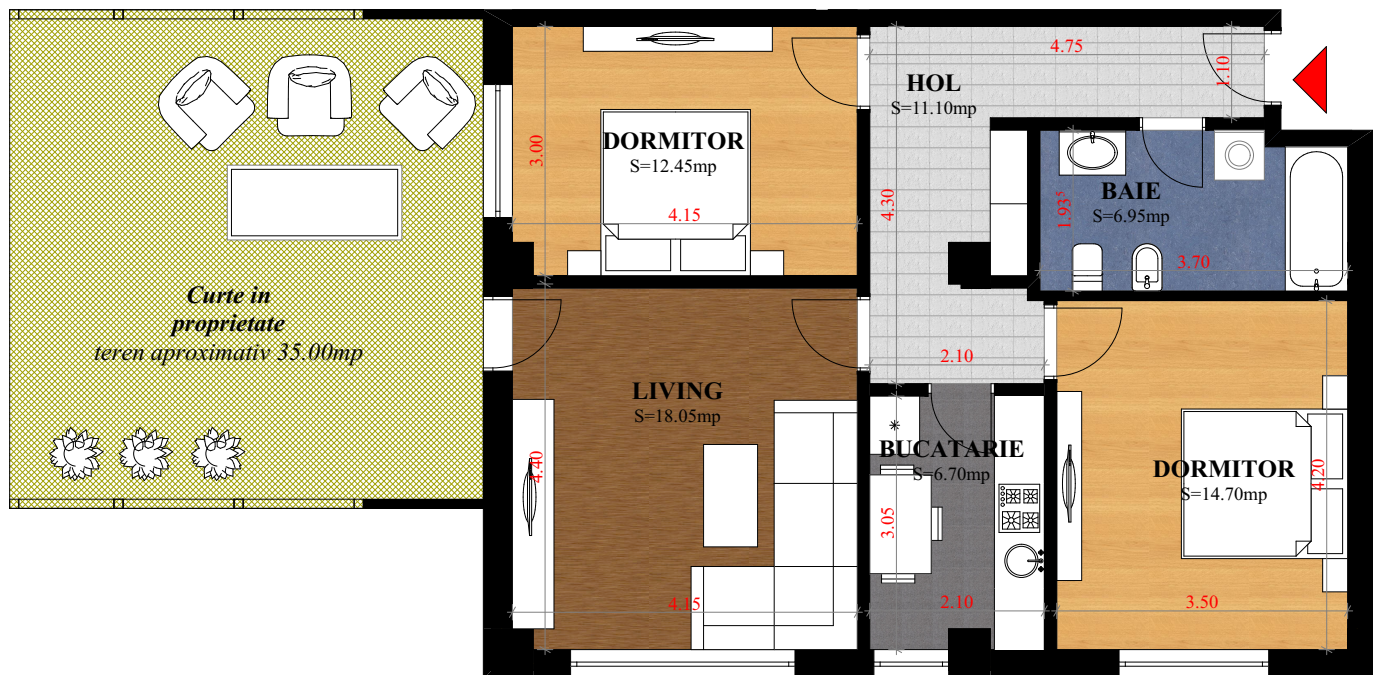 4.75
1.10
HOL
S=11.10mp
DORMITOR
S=12.45mp
3.00
4.15
4.30
BAIE
S=6.95mp
1.93⁵
3.70
Curte in
proprietate
teren aproximativ 35.00mp
2.10
LIVING
S=18.05mp
4.40
4.15
BUCATARIE
S=6.70mp
3.05
2.10
DORMITOR
S=14.70mp
4.20
3.50